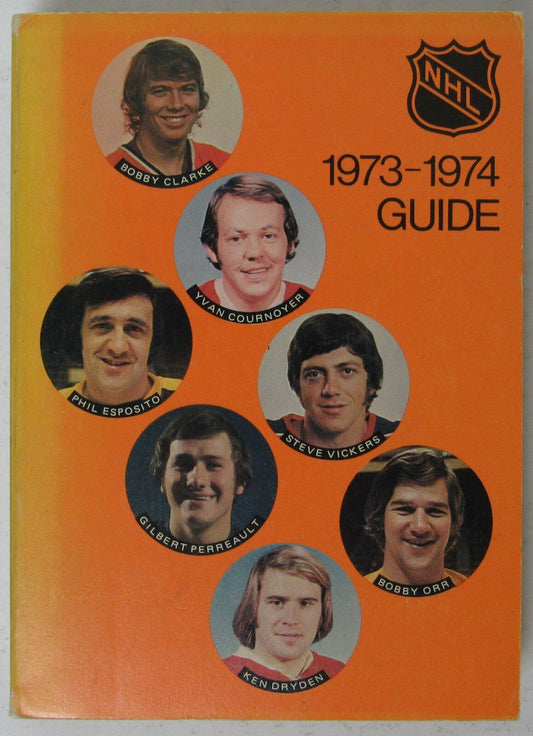 NHL
1973-1974
GUIDE
BOBBY CLARKE
YVAN COURNOYER
PHIL ESPOSITO
STEVE VICKERS
GILBERT PERREAULT
BOBBY ORR
KEN DRYDEN